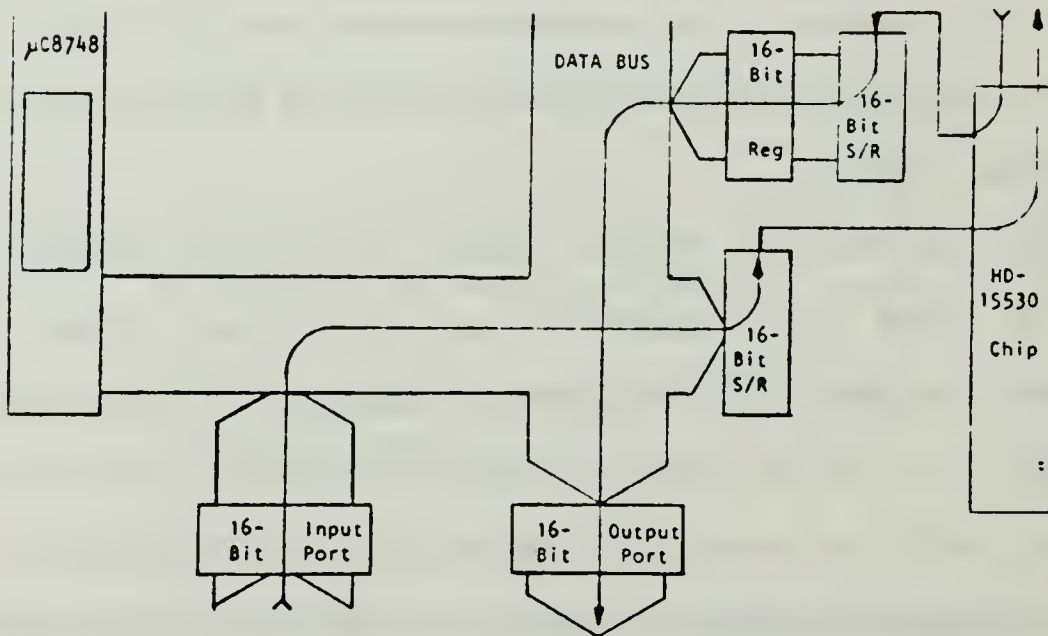 µC8748
DATA BUS
16-
Bit
Reg
16-
Bit
S/R
HD-
15530
Chip
16-
Bit
S/R
16-
Bit
Input
Port
16-
Bit
Output
Port